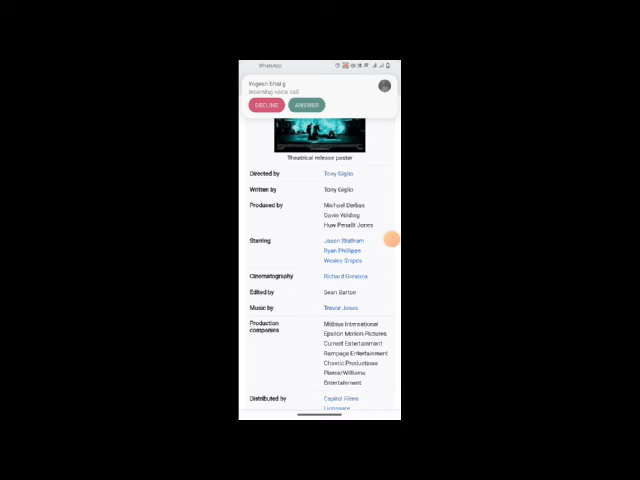 WhatsApp
Yogesh bhai g
Incoming voice call
DECLINE
ANSWER
Theatrical release poster
Directed by Tony Giglio
Written by Tony Giglio
Produced by Michael Derbas
Gavin Wilding
Huw Penallt Jones
Starring Jason Statham
Ryan Phillippe
Wesley Snipes
Cinematography Richard Greatrex
Edited by Sean Barton
Music by Trevor Jones
Production Möbius International
companies Epsilon Motion Pictures
Current Entertainment
Rampage Entertainment
Chaotic Productions
Pierce/Williams
Entertainment
Distributed by Capitol Films
Lionsgate